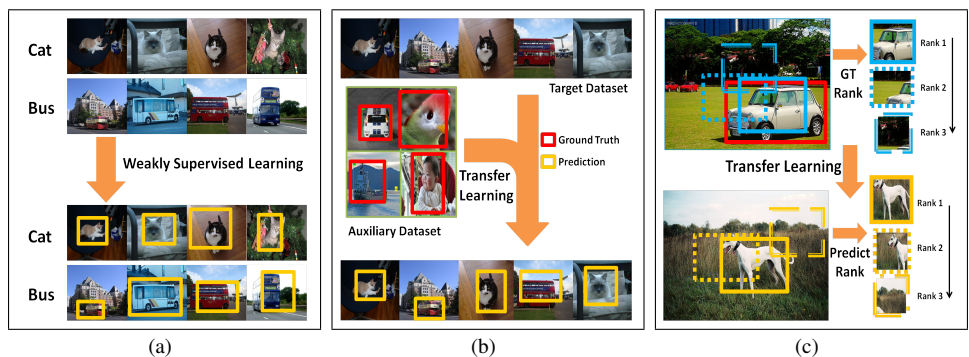 Cat
Bus
Weakly Supervised Learning
Cat
Bus
(a)
Target Dataset
Ground Truth
Prediction
Transfer
Learning
Auxiliary Dataset
(b)
GT
Rank
Rank 1
Rank 2
Rank 3
Transfer Learning
Predict
Rank
Rank 1
Rank 2
Rank 3
(c)